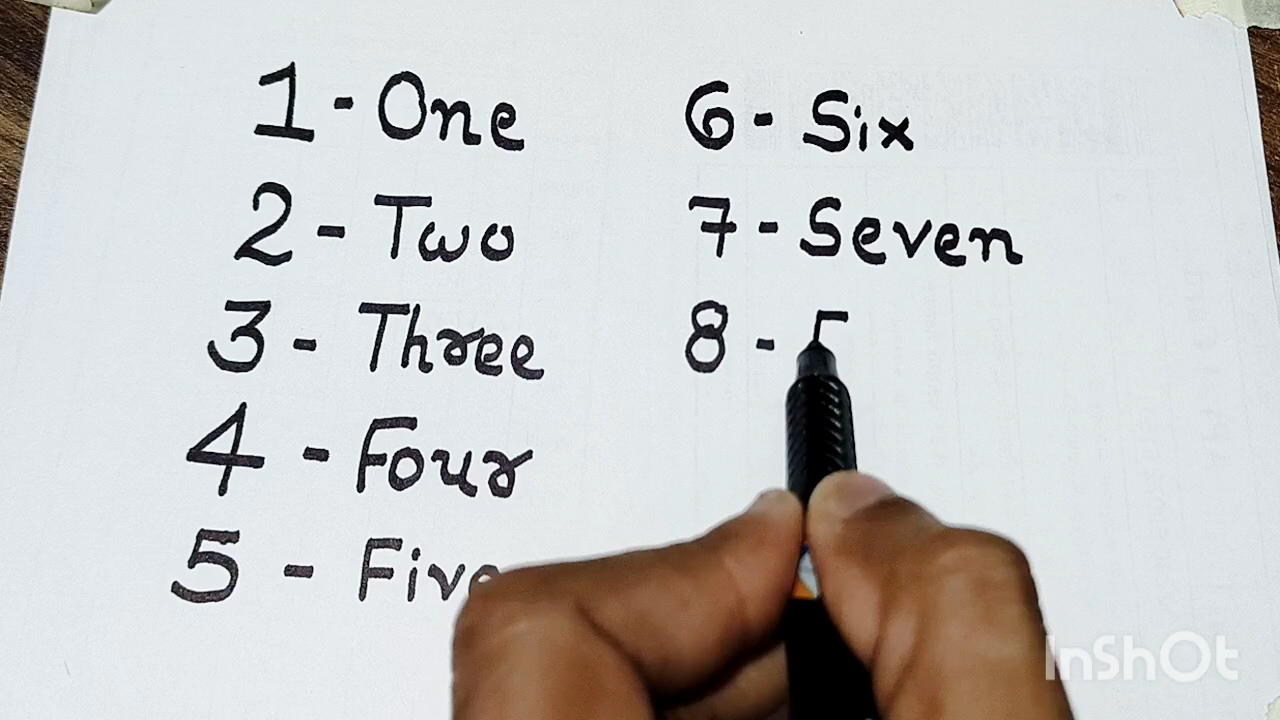 1 - One
2 - Two
3 - Three
4 - Four
5 - Five
6 - Six
7 - Seven
8 -
InShOt